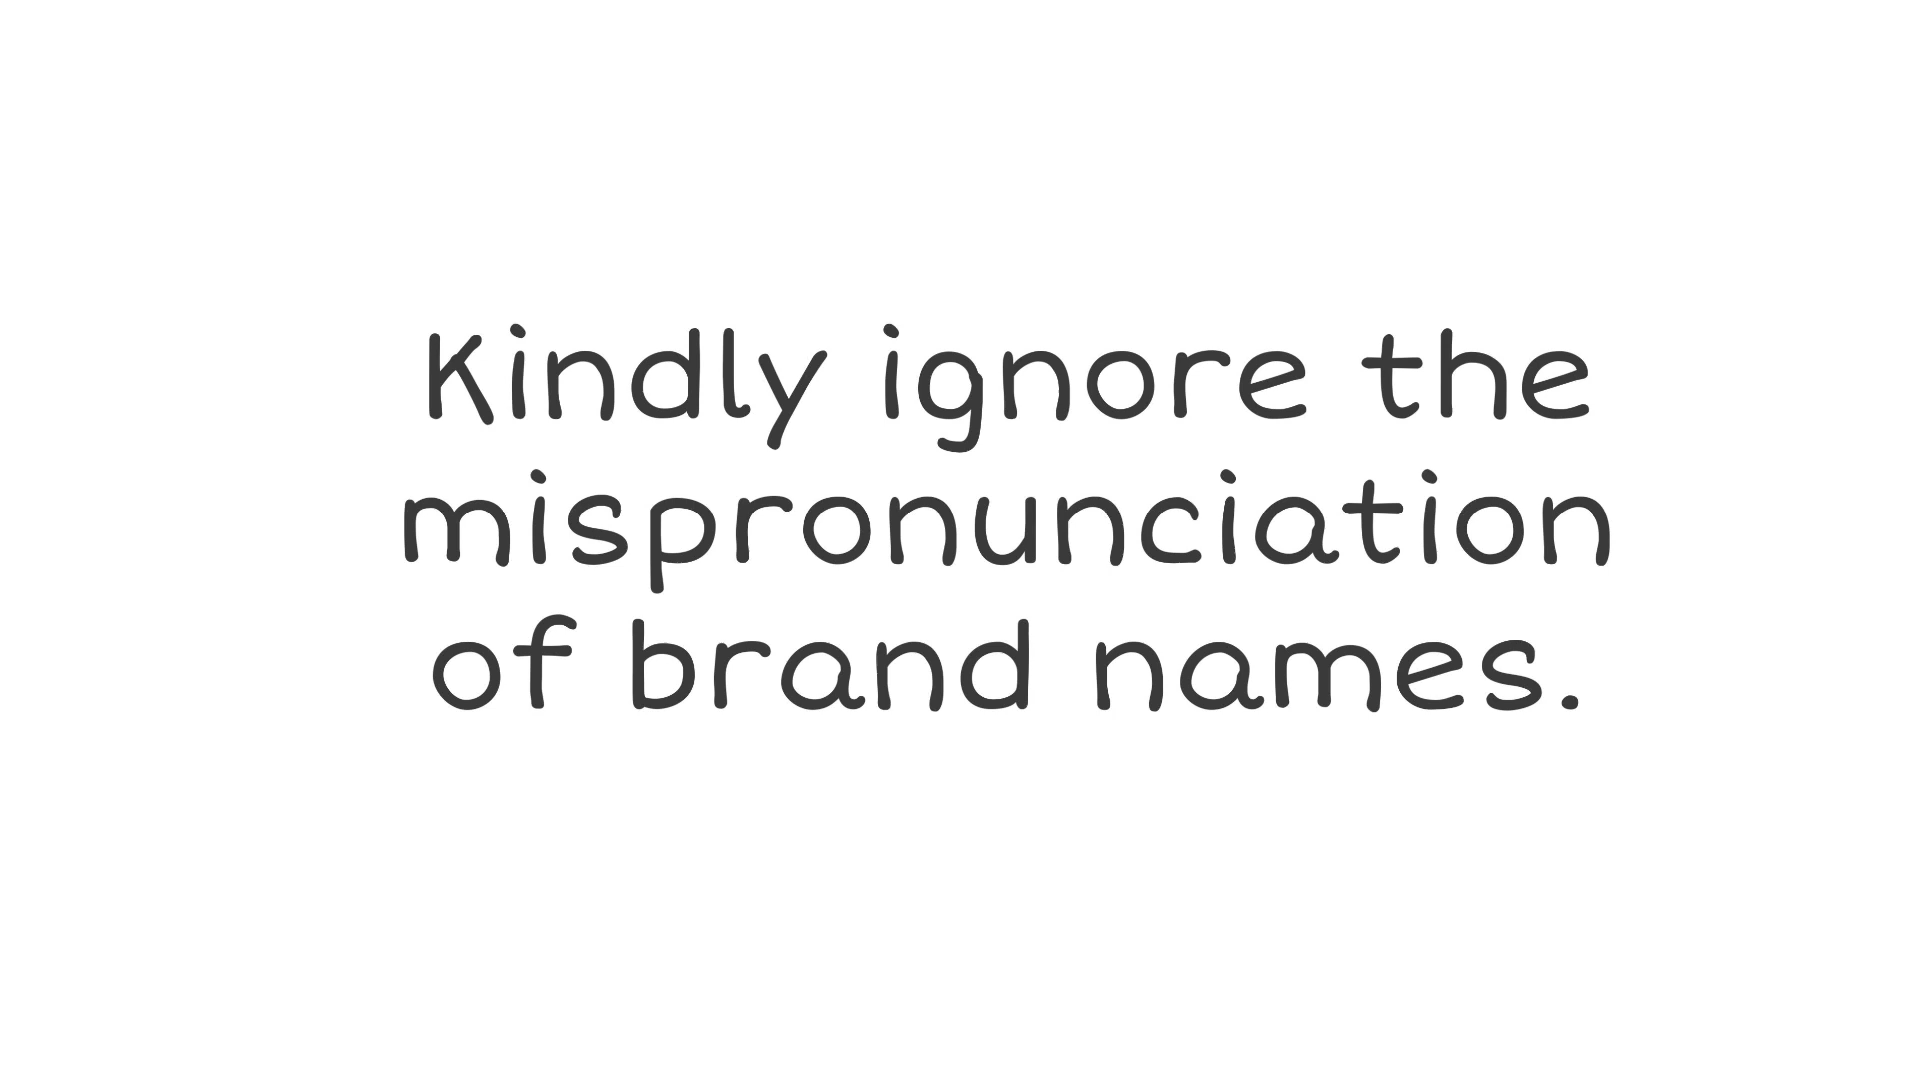 Kindly ignore the
mispronunciation
of brand names.